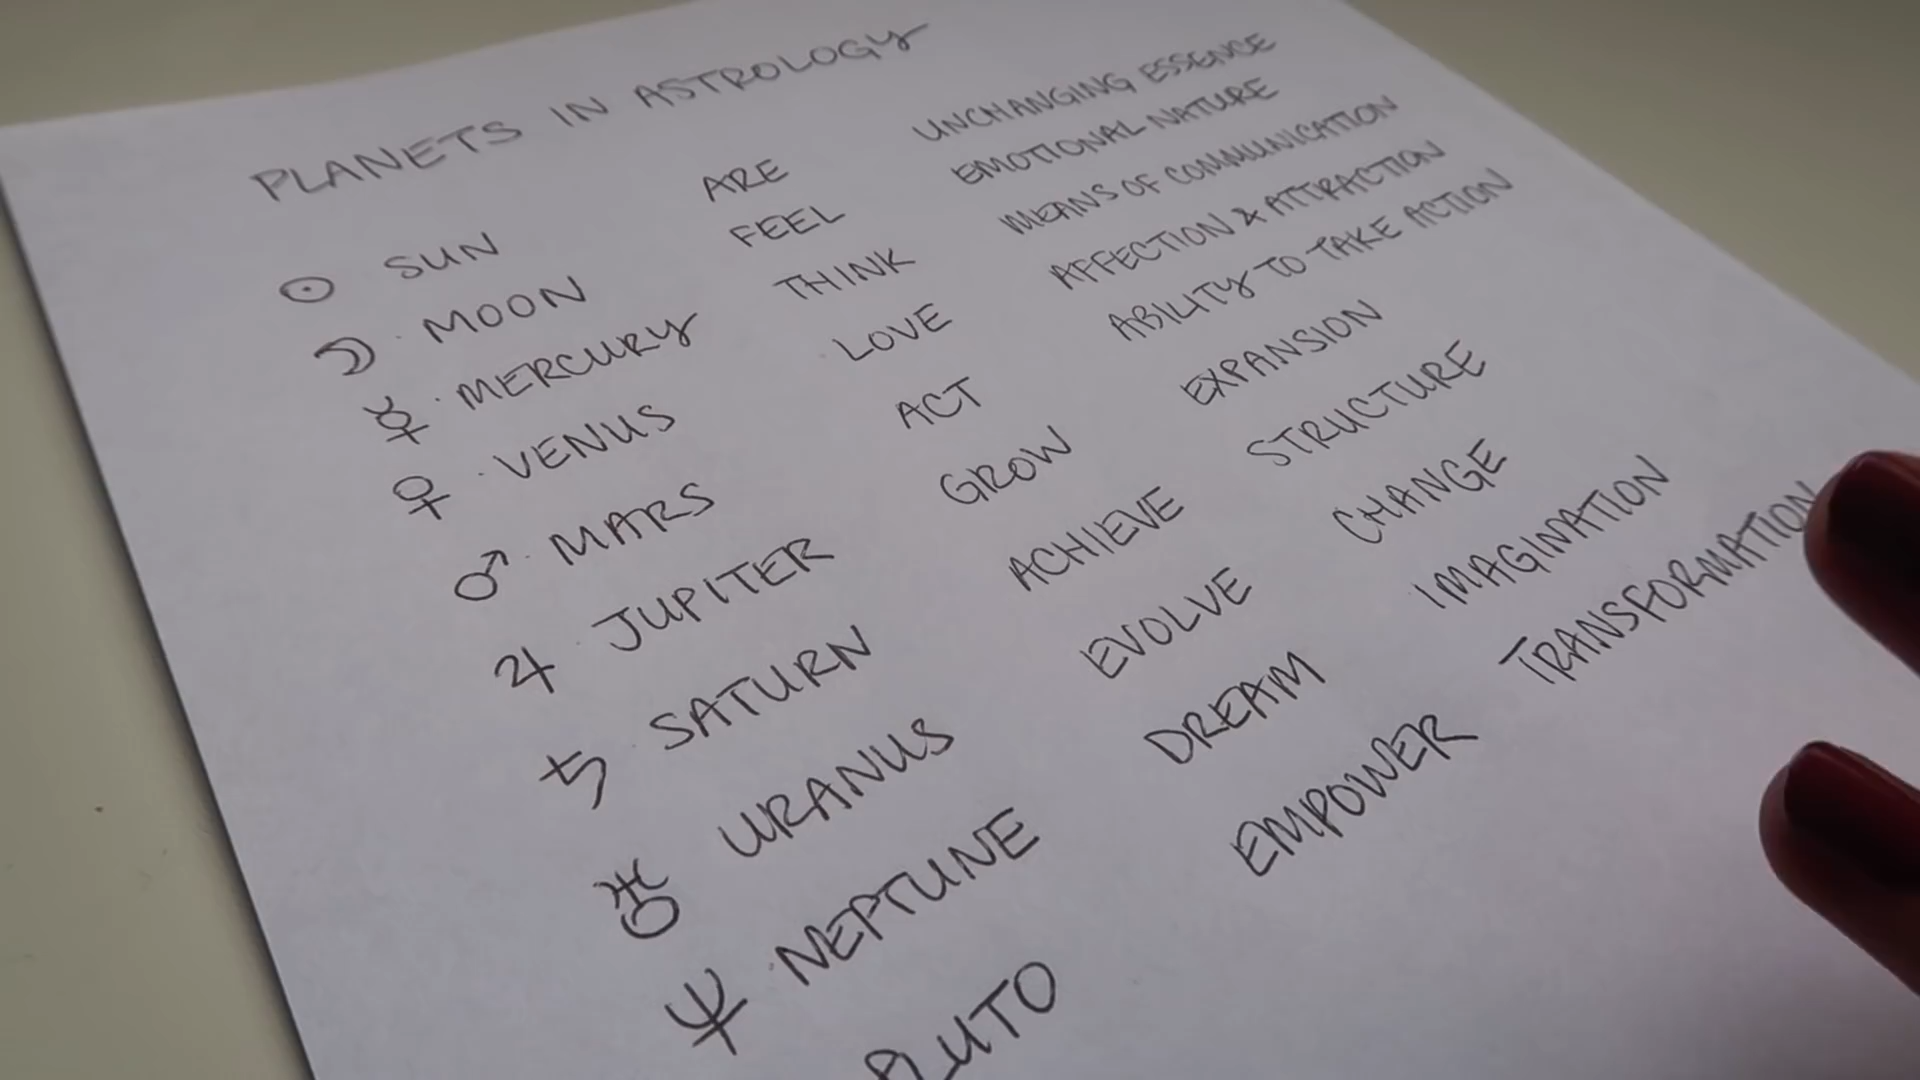 PLANETS IN ASTROLOGY
☉ SUN ARE UNCHANGING ESSENCE
☽ · MOON FEEL EMOTIONAL NATURE
☿ · MERCURY THINK MEANS OF COMMUNICATION
♀ · VENUS LOVE AFFECTION & ATTRACTION
♂ · MARS ACT ABILITY TO TAKE ACTION
♃ · JUPITER GROW EXPANSION
♄ · SATURN ACHIEVE STRUCTURE
♅ URANUS EVOLVE CHANGE
♆ · NEPTUNE DREAM IMAGINATION
PLUTO EMPOWER TRANSFORMATION